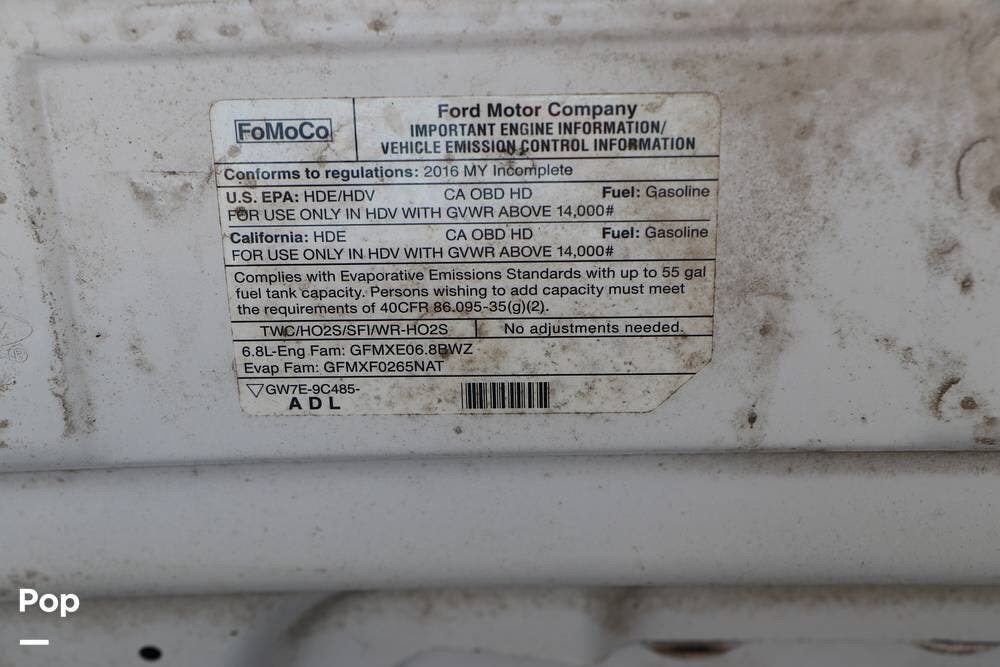 FoMoCo
Ford Motor Company
IMPORTANT ENGINE INFORMATION/
VEHICLE EMISSION CONTROL INFORMATION
Conforms to regulations: 2016 MY Incomplete
U.S. EPA: HDE/HDV CA OBD HD Fuel: Gasoline
FOR USE ONLY IN HDV WITH GVWR ABOVE 14,000#
California: HDE CA OBD HD Fuel: Gasoline
FOR USE ONLY IN HDV WITH GVWR ABOVE 14,000#
Complies with Evaporative Emissions Standards with up to 55 gal
fuel tank capacity. Persons wishing to add capacity must meet
the requirements of 40CFR 86.095-35(g)(2).
TWC/HO2S/SFI/WR-HO2S No adjustments needed.
6.8L-Eng Fam: GFMXE06.8BWZ
Evap Fam: GFMXF0265NAT
GW7E-9C485-
ADL
®
Pop